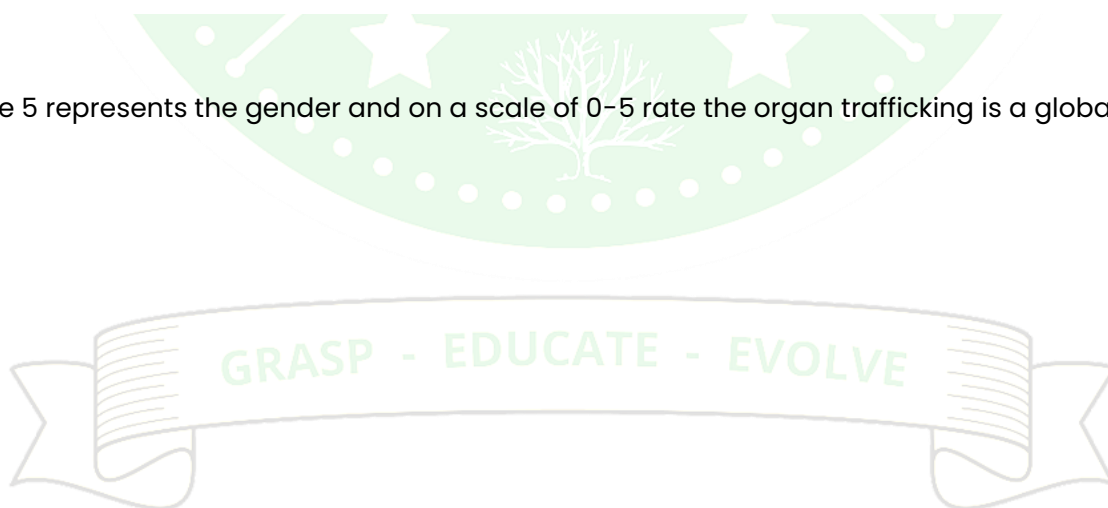 e 5 represents the gender and on a scale of 0-5 rate the organ trafficking is a globa
GRASP - EDUCATE - EVOLVE